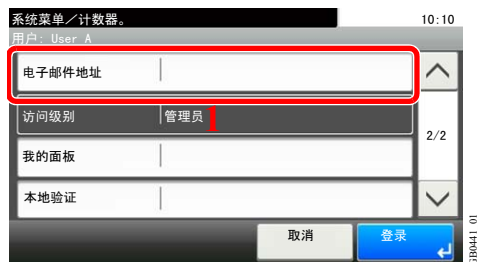 系统菜单／计数器。 10:10
用户: User A
电子邮件地址
访问级别 管理员 1
2/2
我的面板
本地验证
取消 登录
GB0441_01